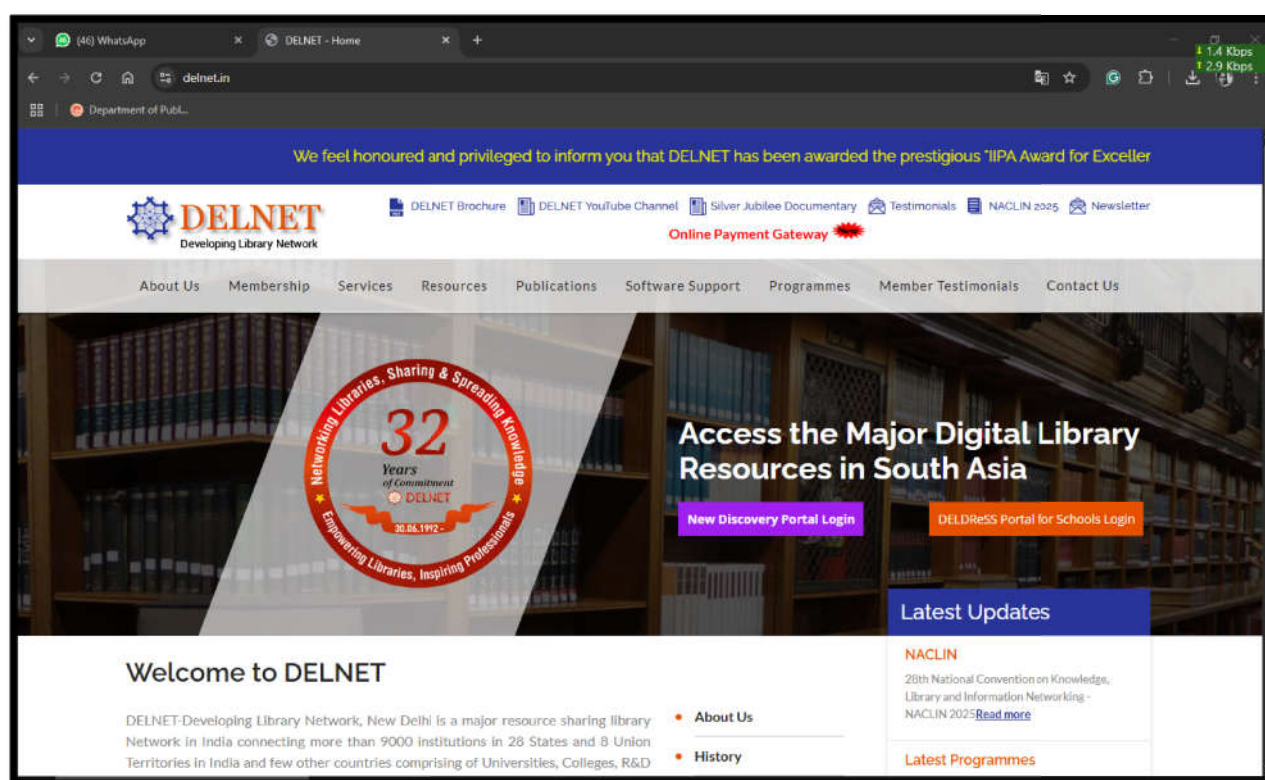 (46) WhatsApp
DELNET - Home
1.4 Kbps
2.9 Kbps
delnet.in
Department of Publ...
We feel honoured and privileged to inform you that DELNET has been awarded the prestigious "IIPA Award for Exceller
DELNET
Developing Library Network
DELNET Brochure DELNET YouTube Channel Silver Jubilee Documentary Testimonials NACLIN 2025 Newsletter
Online Payment Gateway New
About Us Membership Services Resources Publications Software Support Programmes Member Testimonials Contact Us
Networking Libraries, Sharing & Spreading Knowledge
32
Years
of Commitment
DELNET
30.06.1992 -
Empowering Libraries, Inspiring Professionals
Access the Major Digital Library
Resources in South Asia
New Discovery Portal Login
DELDReSS Portal for Schools Login
Welcome to DELNET
DELNET-Developing Library Network, New Delhi is a major resource sharing library
Network in India connecting more than 9000 institutions in 28 States and 8 Union
Territories in India and few other countries comprising of Universities, Colleges, R&D
About Us
History
Latest Updates
NACLIN
28th National Convention on Knowledge,
Library and Information Networking -
NACLIN 2025Read more
Latest Programmes